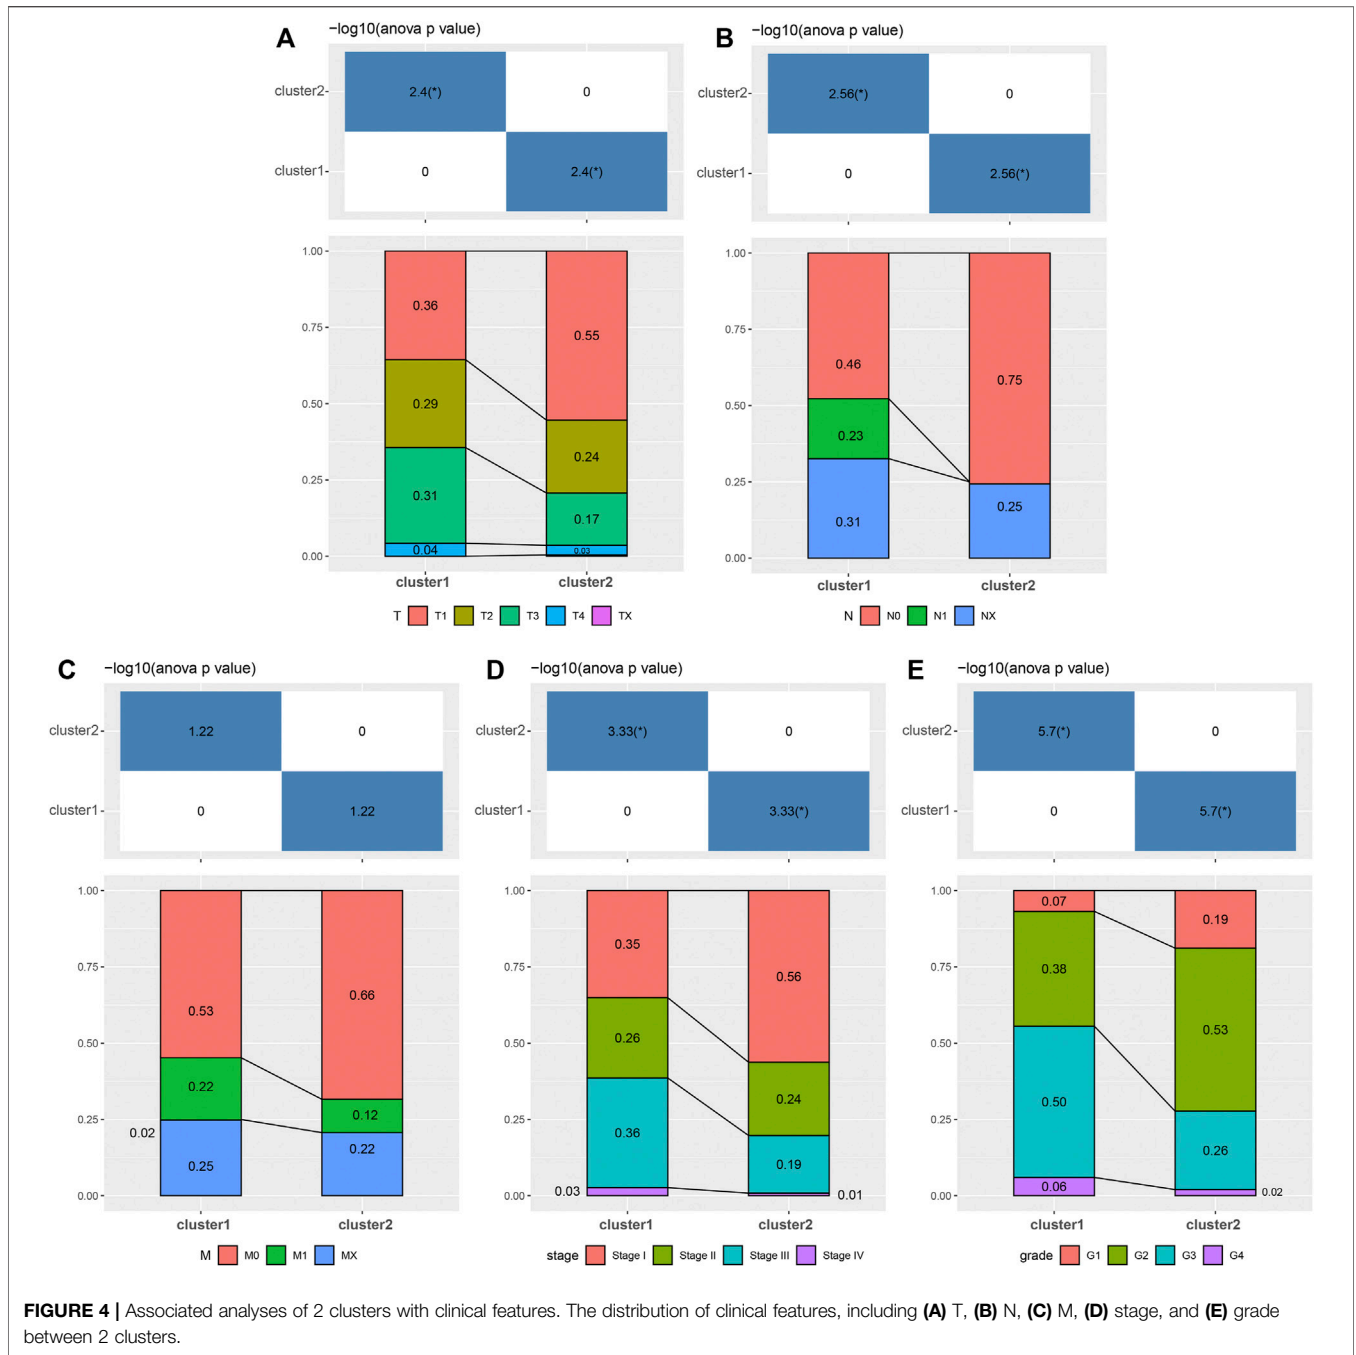 A
−log10(anova p value)
cluster2
2.4(*)
0
cluster1
0
2.4(*)
1.00
0.75
0.50
0.25
0.00
0.36
0.29
0.31
0.04
0.55
0.24
0.17
0.03
cluster1
cluster2
T T1 T2 T3 T4 TX
B
−log10(anova p value)
cluster2
2.56(*)
0
cluster1
0
2.56(*)
1.00
0.75
0.50
0.25
0.00
0.46
0.23
0.31
0.75
0.25
cluster1
cluster2
N N0 N1 NX
C
−log10(anova p value)
cluster2
1.22
0
cluster1
0
1.22
1.00
0.75
0.50
0.25
0.00
0.53
0.22
0.02
0.25
0.66
0.12
0.22
cluster1
cluster2
M M0 M1 MX
D
−log10(anova p value)
cluster2
3.33(*)
0
cluster1
0
3.33(*)
1.00
0.75
0.50
0.25
0.00
0.35
0.26
0.36
0.03
0.56
0.24
0.19
0.01
cluster1
cluster2
stage Stage I Stage II Stage III Stage IV
E
−log10(anova p value)
cluster2
5.7(*)
0
cluster1
0
5.7(*)
1.00
0.75
0.50
0.25
0.00
0.07
0.38
0.50
0.06
0.19
0.53
0.26
0.02
cluster1
cluster2
grade G1 G2 G3 G4
FIGURE 4 | Associated analyses of 2 clusters with clinical features. The distribution of clinical features, including (A) T, (B) N, (C) M, (D) stage, and (E) grade
between 2 clusters.